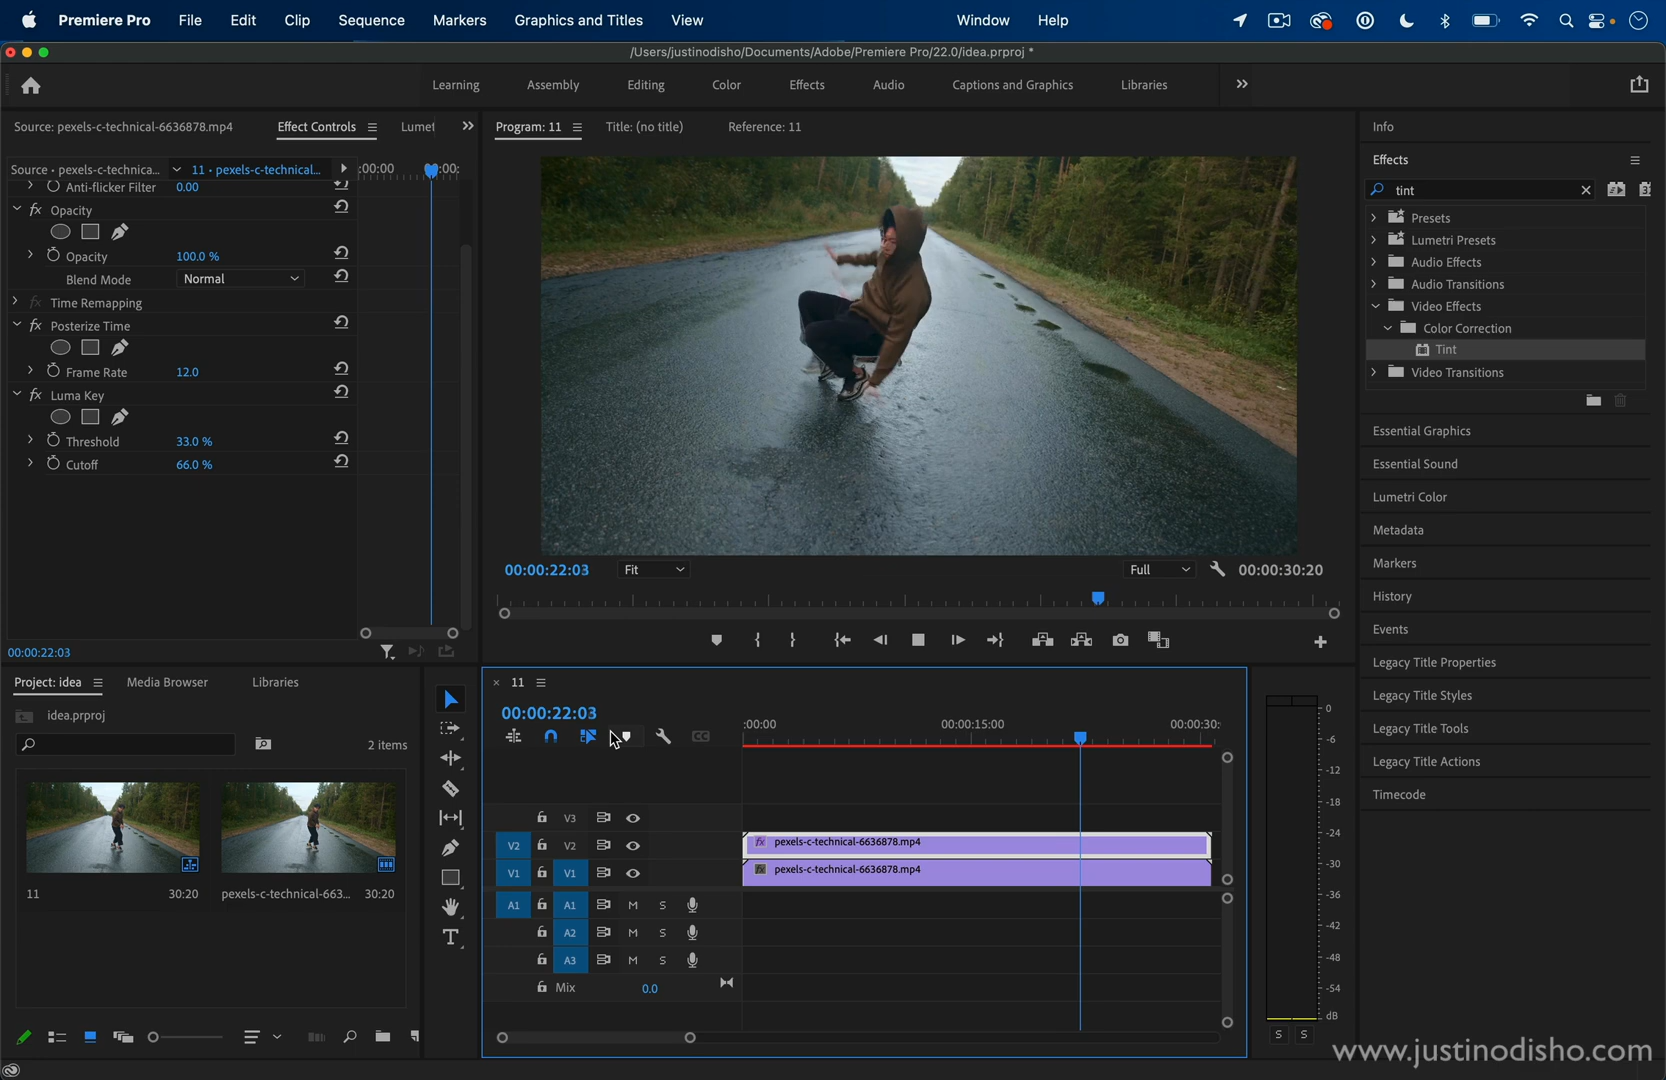 Premiere Pro File Edit Clip Sequence Markers Graphics and Titles View Window Help
/Users/justinodisho/Documents/Adobe/Premiere Pro/22.0/idea.prproj *
Learning Assembly Editing Color Effects Audio Captions and Graphics Libraries
Source: pexels-c-technical-6636878.mp4 Effect Controls Lumet
Program: 11 Title: (no title) Reference: 11
Info
Effects
tint
Presets
Lumetri Presets
Audio Effects
Audio Transitions
Video Effects
Color Correction
Tint
Video Transitions
Essential Graphics
Essential Sound
Lumetri Color
Metadata
Markers
History
Events
Legacy Title Properties
Legacy Title Styles
Legacy Title Tools
Legacy Title Actions
Timecode
Source • pexels-c-technica... 11 • pexels-c-technical... :00:00 :00:
Anti-flicker Filter 0.00
fx Opacity
Opacity 100.0 %
Blend Mode Normal
fx Time Remapping
fx Posterize Time
Frame Rate 12.0
fx Luma Key
Threshold 33.0 %
Cutoff 66.0 %
00:00:22:03
00:00:22:03 Fit Full 00:00:30:20
Project: idea Media Browser Libraries
idea.prproj
2 items
11 30:20 pexels-c-technical-663... 30:20
11
00:00:22:03
:00:00 00:00:15:00 00:00:30:
CC
V3
V2 V2 fx pexels-c-technical-6636878.mp4
V1 V1 fx pexels-c-technical-6636878.mp4
A1 A1 M S
A2 M S
A3 M S
Mix 0.0
0
-6
-12
-18
-24
-30
-36
-42
-48
-54
dB
S S
www.justinodisho.com